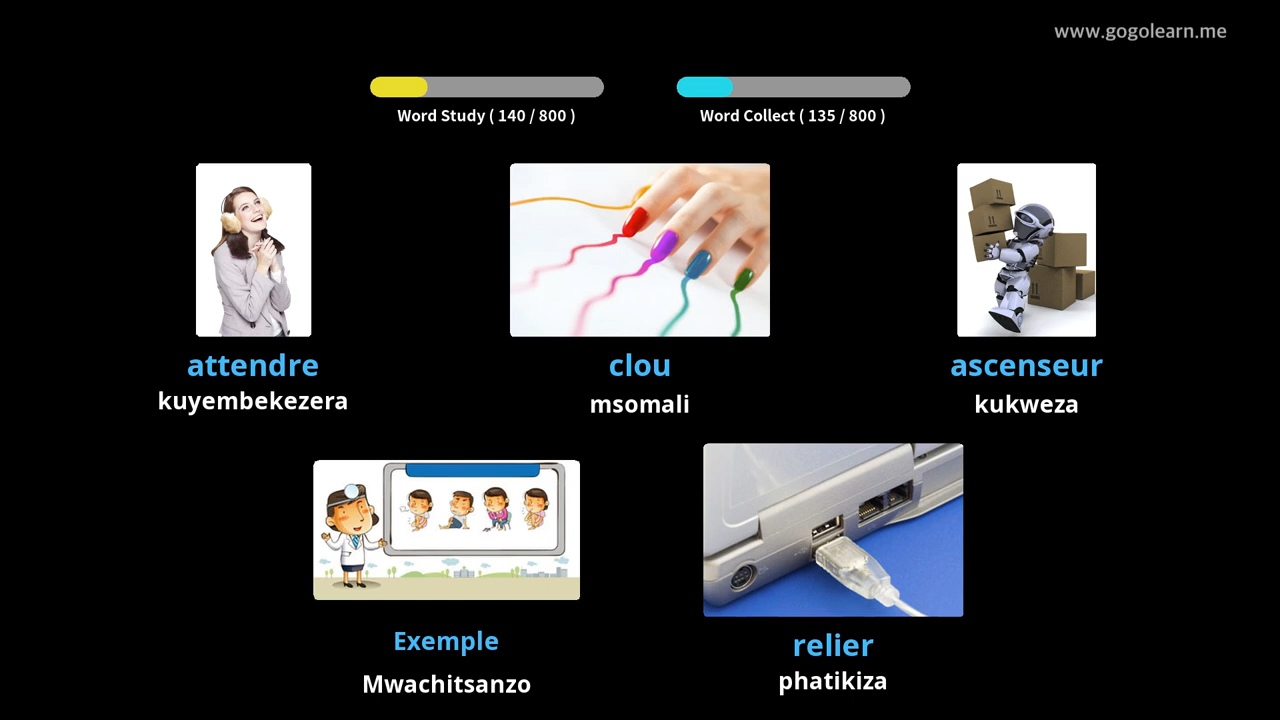 www.gogolearn.me
Word Study ( 140 / 800 )
Word Collect ( 135 / 800 )
attendre
kuyembekezera
clou
msomali
ascenseur
kukweza
Exemple
Mwachitsanzo
relier
phatikiza